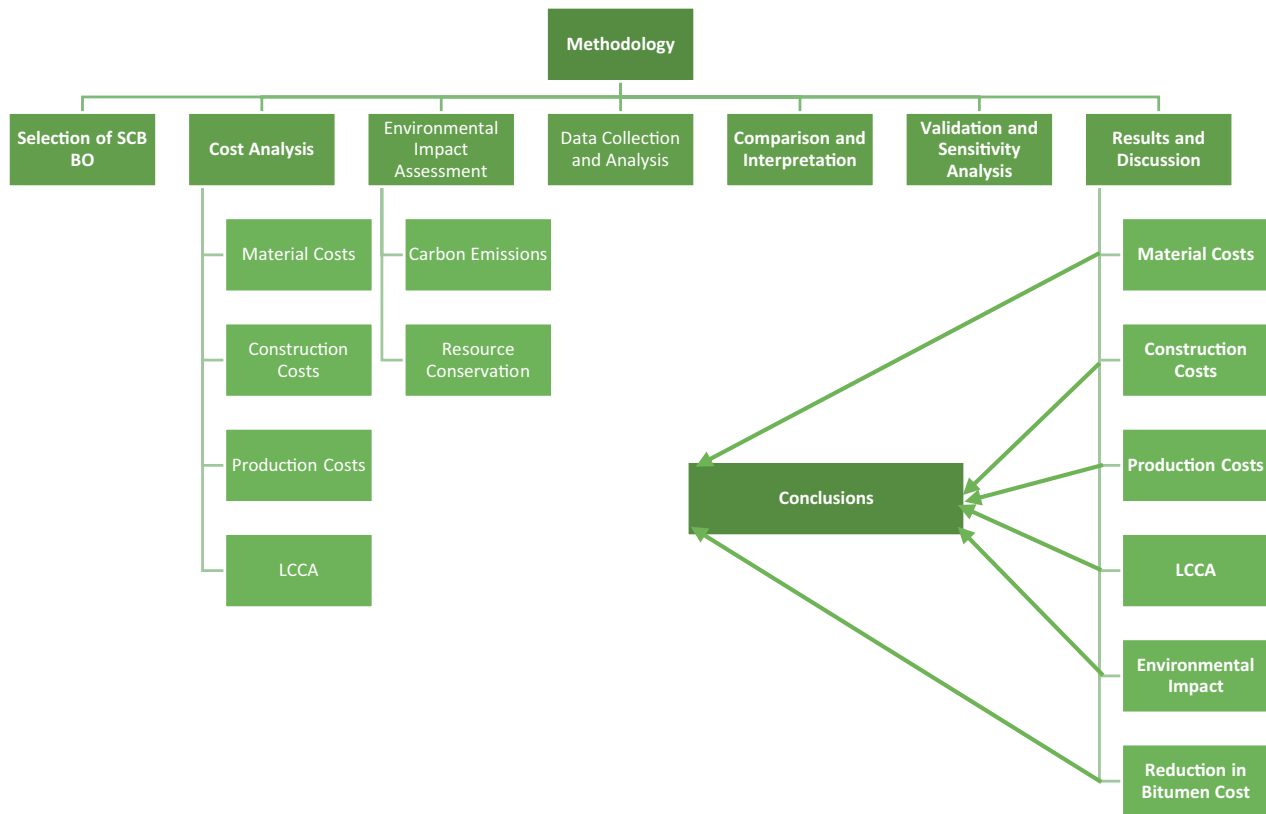 Methodology
Selection of SCB
BO
Cost Analysis
Environmental
Impact
Assessment
Data Collection
and Analysis
Comparison and
Interpretation
Validation and
Sensitivity
Analysis
Results and
Discussion
Material Costs
Construction
Costs
Production Costs
LCCA
Carbon Emissions
Resource
Conservation
Material Costs
Construction
Costs
Production Costs
LCCA
Environmental
Impact
Reduction in
Bitumen Cost
Conclusions